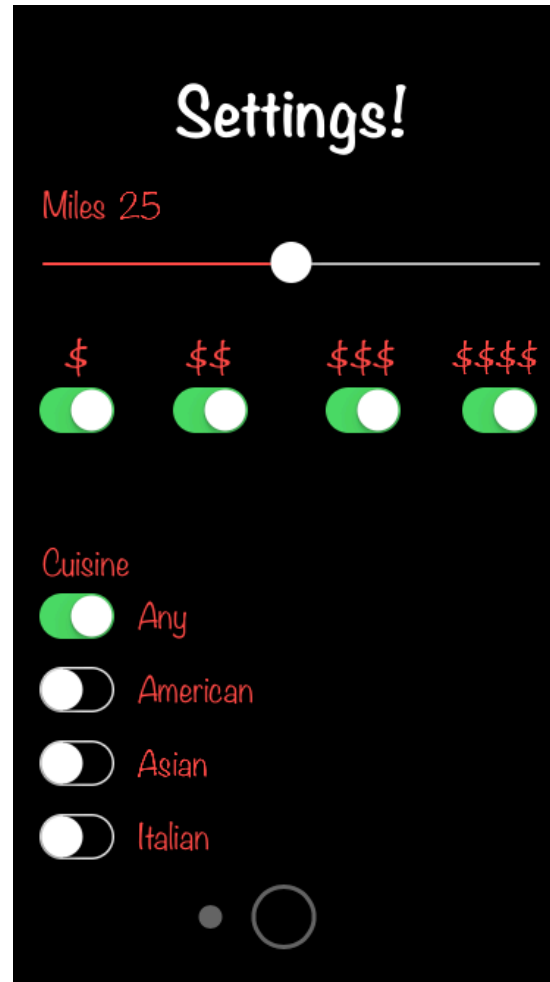 Settings!
Miles 25
$ $$ $$$ $$$$
Cuisine
Any
American
Asian
Italian